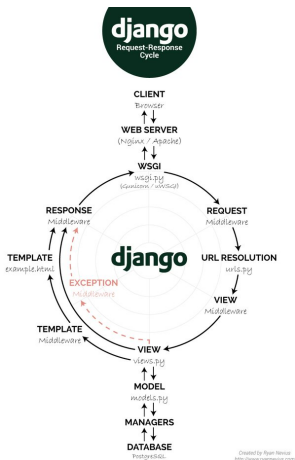 django
Request-Response
Cycle
CLIENT
Browser
WEB SERVER
(Nginx / Apache)
WSGI
wsgi.py
(Gunicorn / uWSGI)
RESPONSE
Middleware
REQUEST
Middleware
TEMPLATE
example.html
django
URL RESOLUTION
urls.py
EXCEPTION
Middleware
VIEW
Middleware
TEMPLATE
Middleware
VIEW
views.py
MODEL
models.py
MANAGERS
DATABASE
PostgreSQL
Created by Ryan Nevius